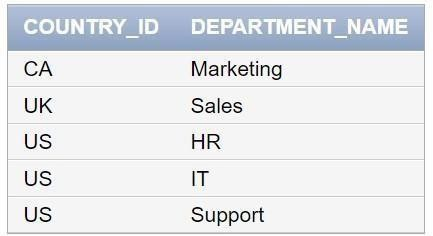 COUNTRY_ID DEPARTMENT_NAME
CA Marketing
UK Sales
US HR
US IT
US Support